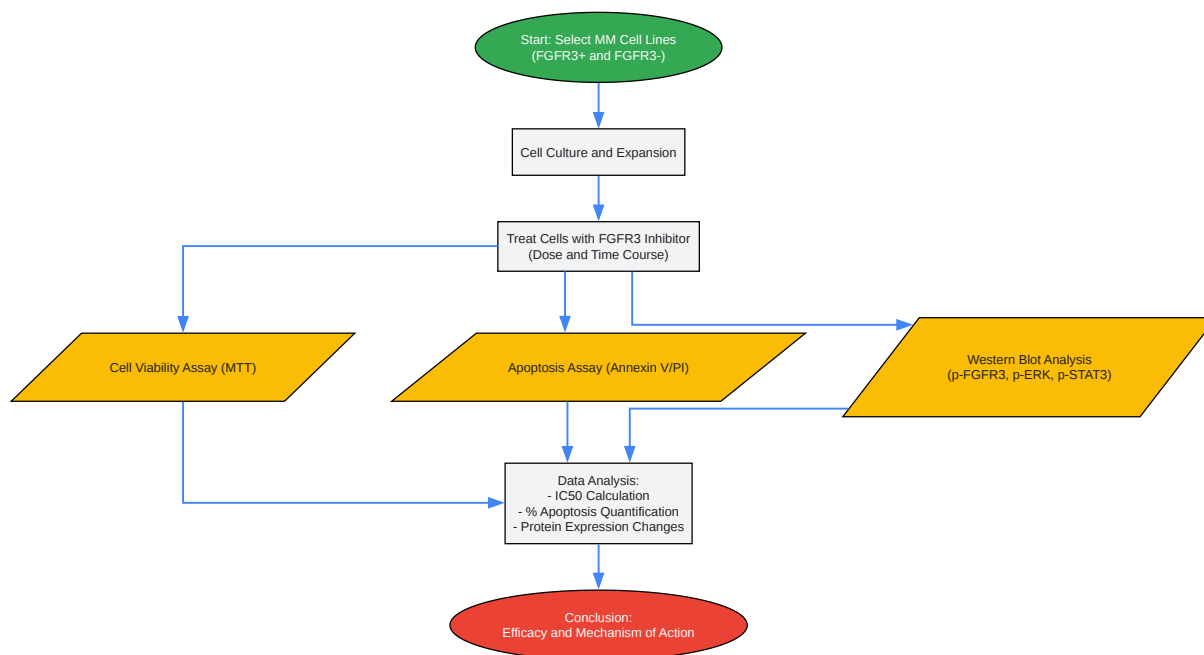 Start: Select MM Cell Lines
(FGFR3+ and FGFR3-)
Cell Culture and Expansion
Treat Cells with FGFR3 Inhibitor
(Dose and Time Course)
Cell Viability Assay (MTT)
Apoptosis Assay (Annexin V/PI)
Western Blot Analysis
(p-FGFR3, p-ERK, p-STAT3)
Data Analysis:
- IC50 Calculation
- % Apoptosis Quantification
- Protein Expression Changes
Conclusion:
Efficacy and Mechanism of Action